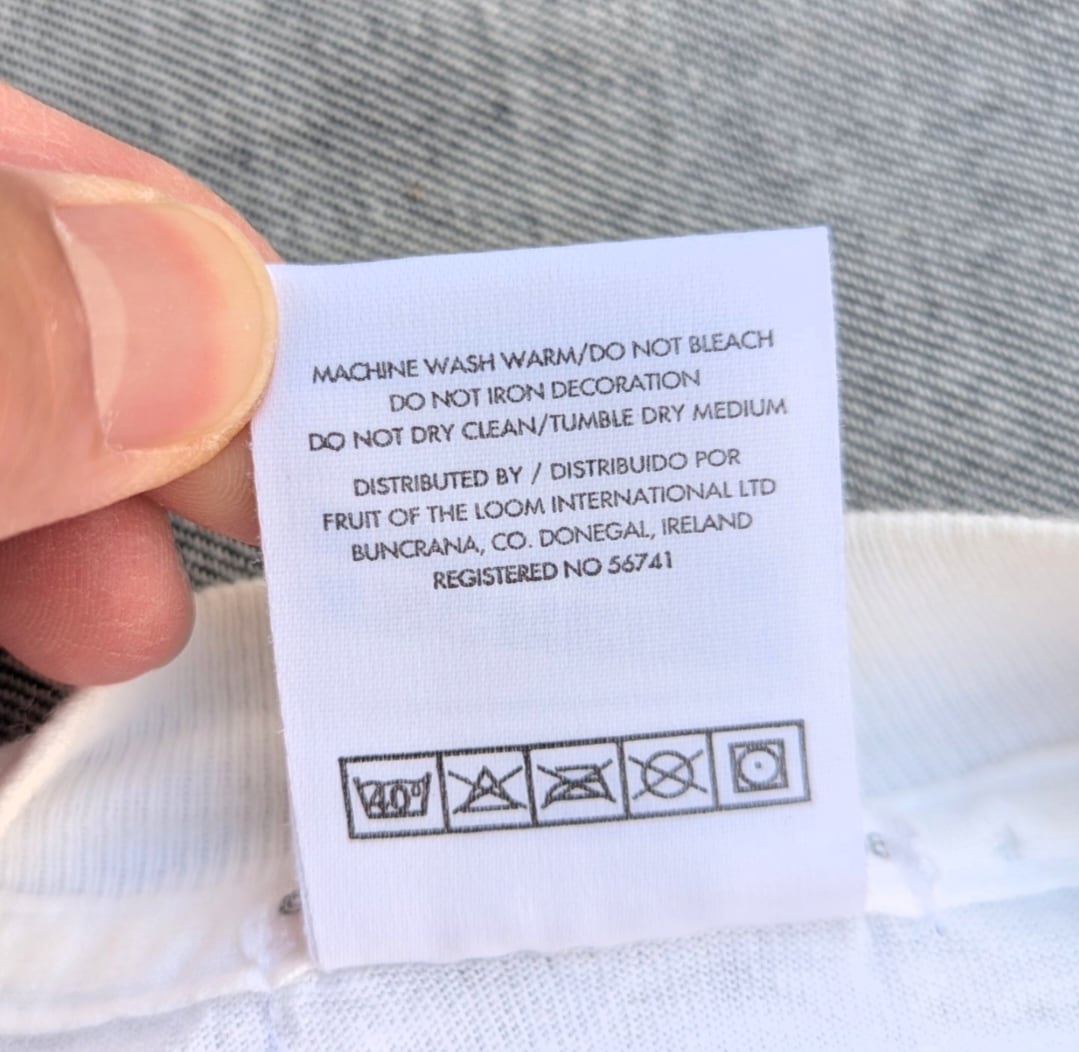 MACHINE WASH WARM/DO NOT BLEACH
DO NOT IRON DECORATION
DO NOT DRY CLEAN/TUMBLE DRY MEDIUM
DISTRIBUTED BY / DISTRIBUIDO POR
FRUIT OF THE LOOM INTERNATIONAL LTD
BUNCRANA, CO. DONEGAL, IRELAND
REGISTERED NO 56741
40°